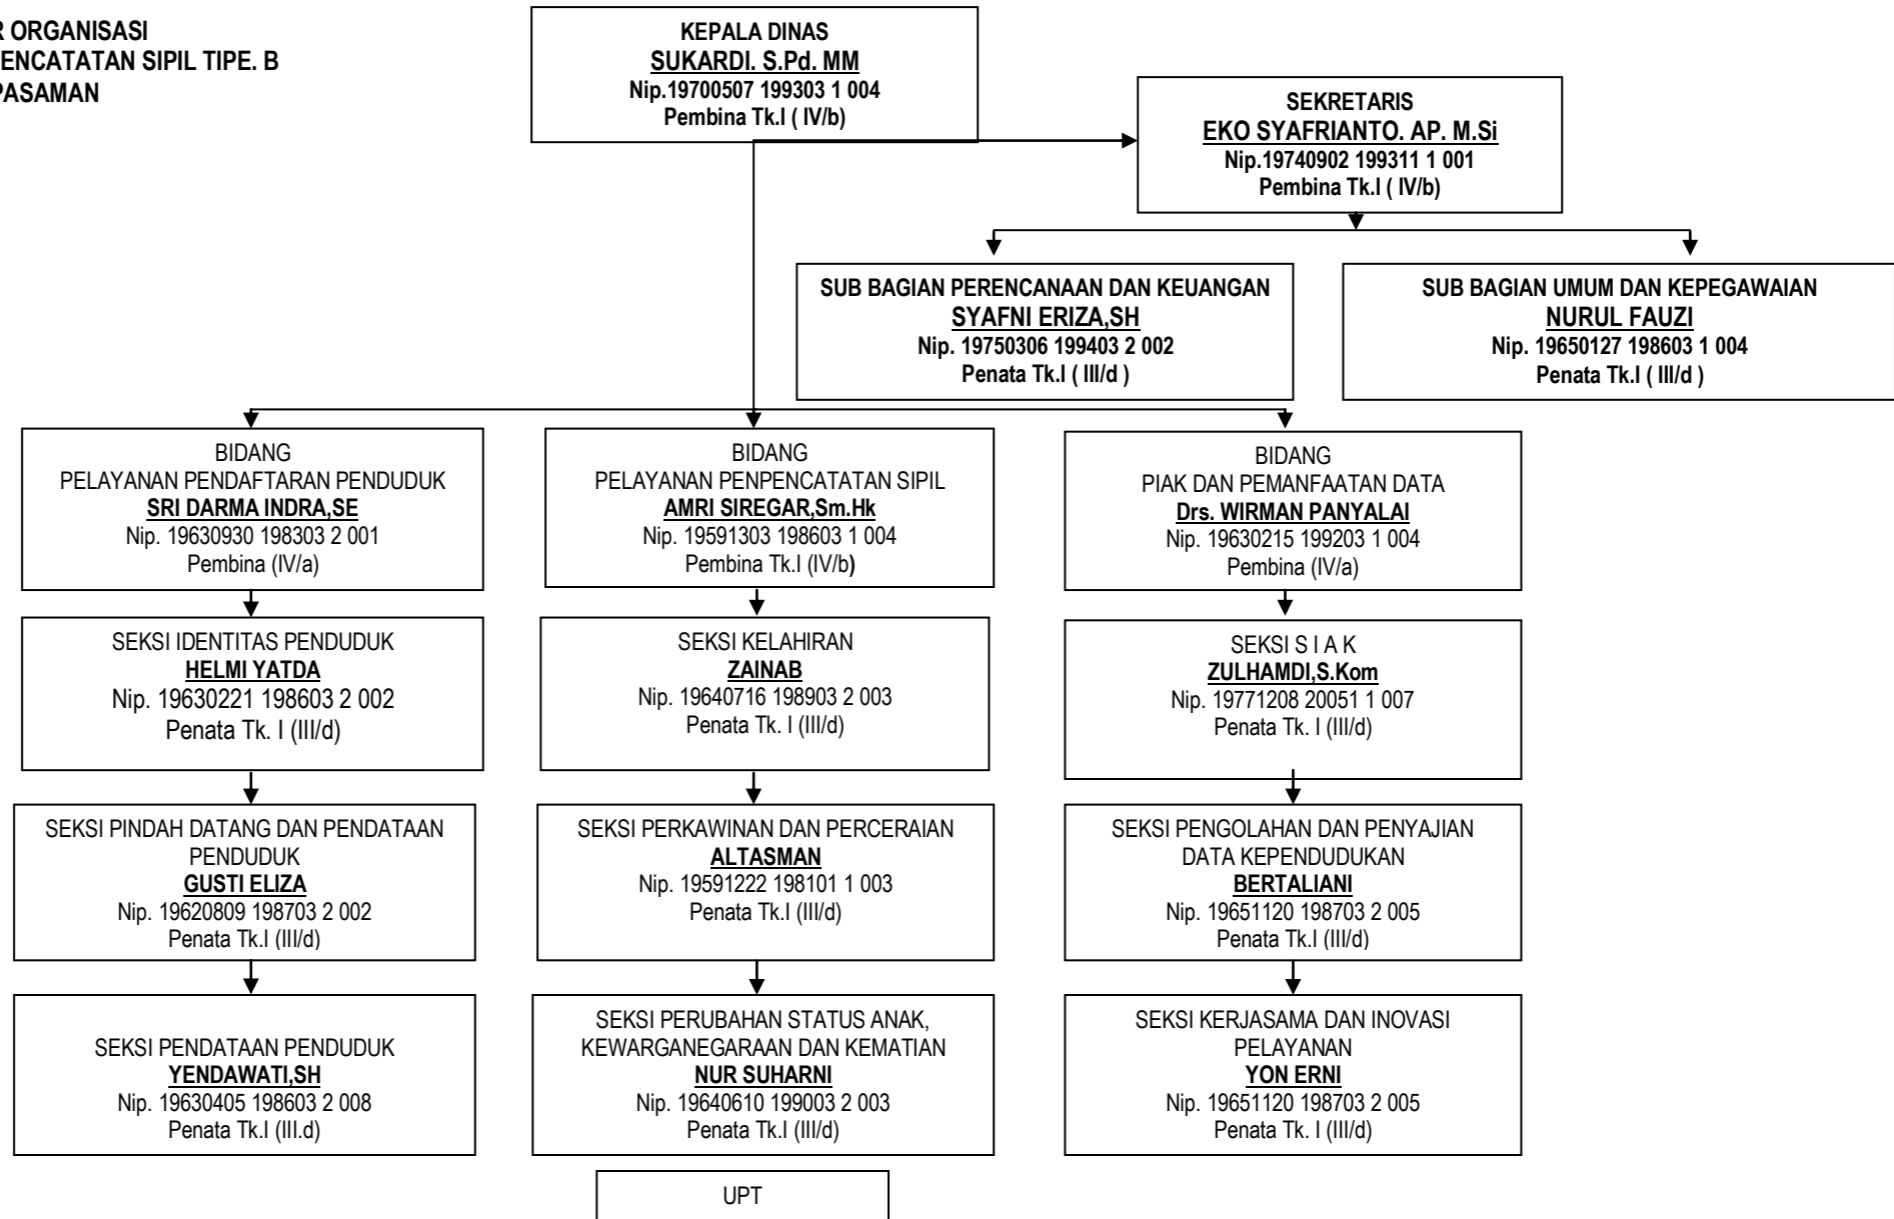 R ORGANISASI
ENCATATAN SIPIL TIPE. B
PASAMAN
KEPALA DINAS
SUKARDI. S.Pd. MM
Nip.19700507 199303 1 004
Pembina Tk.I ( IV/b)
SEKRETARIS
EKO SYAFRIANTO. AP. M.Si
Nip.19740902 199311 1 001
Pembina Tk.I ( IV/b)
SUB BAGIAN PERENCANAAN DAN KEUANGAN
SYAFNI ERIZA,SH
Nip. 19750306 199403 2 002
Penata Tk.I ( III/d )
SUB BAGIAN UMUM DAN KEPEGAWAIAN
NURUL FAUZI
Nip. 19650127 198603 1 004
Penata Tk.I ( III/d )
BIDANG
PELAYANAN PENDAFTARAN PENDUDUK
SRI DARMA INDRA,SE
Nip. 19630930 198303 2 001
Pembina (IV/a)
BIDANG
PELAYANAN PENPENCATATAN SIPIL
AMRI SIREGAR,Sm.Hk
Nip. 19591303 198603 1 004
Pembina Tk.I (IV/b)
BIDANG
PIAK DAN PEMANFAATAN DATA
Drs. WIRMAN PANYALAI
Nip. 19630215 199203 1 004
Pembina (IV/a)
SEKSI IDENTITAS PENDUDUK
HELMI YATDA
Nip. 19630221 198603 2 002
Penata Tk. I (III/d)
SEKSI KELAHIRAN
ZAINAB
Nip. 19640716 198903 2 003
Penata Tk. I (III/d)
SEKSI S I A K
ZULHAMDI,S.Kom
Nip. 19771208 20051 1 007
Penata Tk. I (III/d)
SEKSI PINDAH DATANG DAN PENDATAAN
PENDUDUK
GUSTI ELIZA
Nip. 19620809 198703 2 002
Penata Tk.I (III/d)
SEKSI PERKAWINAN DAN PERCERAIAN
ALTASMAN
Nip. 19591222 198101 1 003
Penata Tk.I (III/d)
SEKSI PENGOLAHAN DAN PENYAJIAN
DATA KEPENDUDUKAN
BERTALIANI
Nip. 19651120 198703 2 005
Penata Tk.I (III/d)
SEKSI PENDATAAN PENDUDUK
YENDAWATI,SH
Nip. 19630405 198603 2 008
Penata Tk.I (III.d)
SEKSI PERUBAHAN STATUS ANAK,
KEWARGANEGARAAN DAN KEMATIAN
NUR SUHARNI
Nip. 19640610 199003 2 003
Penata Tk.I (III/d)
SEKSI KERJASAMA DAN INOVASI
PELAYANAN
YON ERNI
Nip. 19651120 198703 2 005
Penata Tk. I (III/d)
UPT